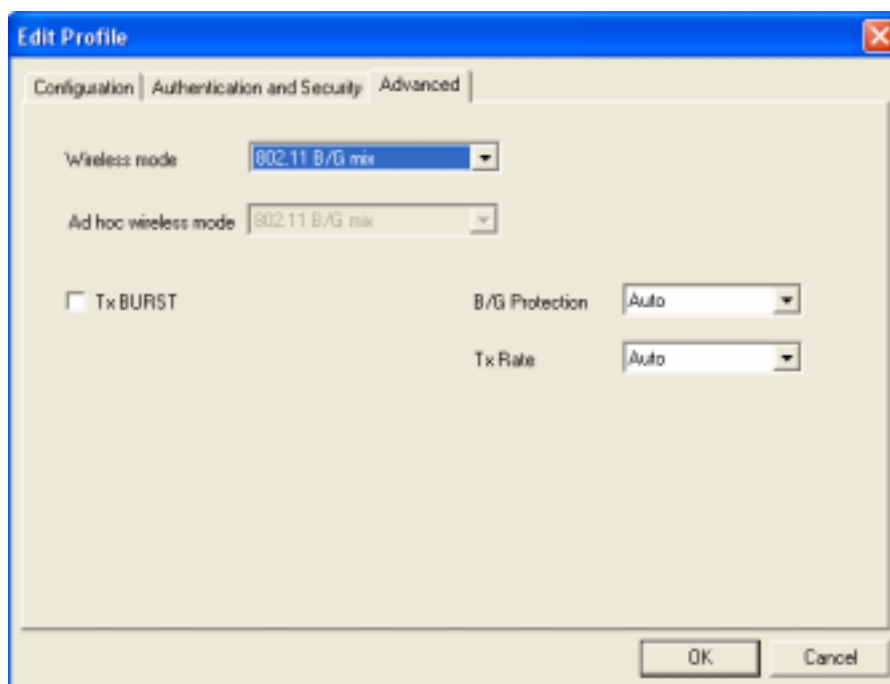 Edit Profile
Configuration Authentication and Security Advanced
Wireless mode 802.11 B/G mix
Ad hoc wireless mode 802.11 B/G mix
Tx BURST B/G Protection Auto
Tx Rate Auto
OK Cancel